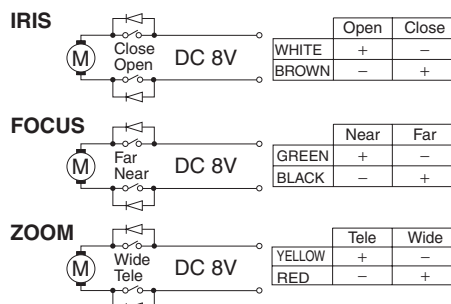 IRIS
Open Close
Close
Open
M
DC 8V
WHITE + −
BROWN − +
FOCUS
Near Far
Far
Near
M
DC 8V
GREEN + −
BLACK − +
ZOOM
Tele Wide
Wide
Tele
M
DC 8V
YELLOW + −
RED − +